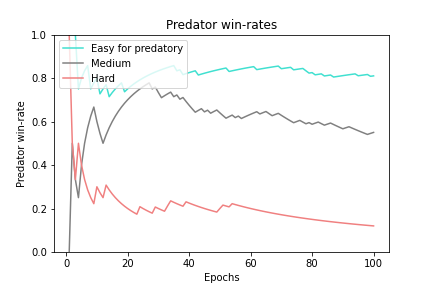 Predator win-rates
1.0
0.8
0.6
0.4
0.2
0.0
Predator win-rate
Easy for predatory
Medium
Hard
0 20 40 60 80 100
Epochs